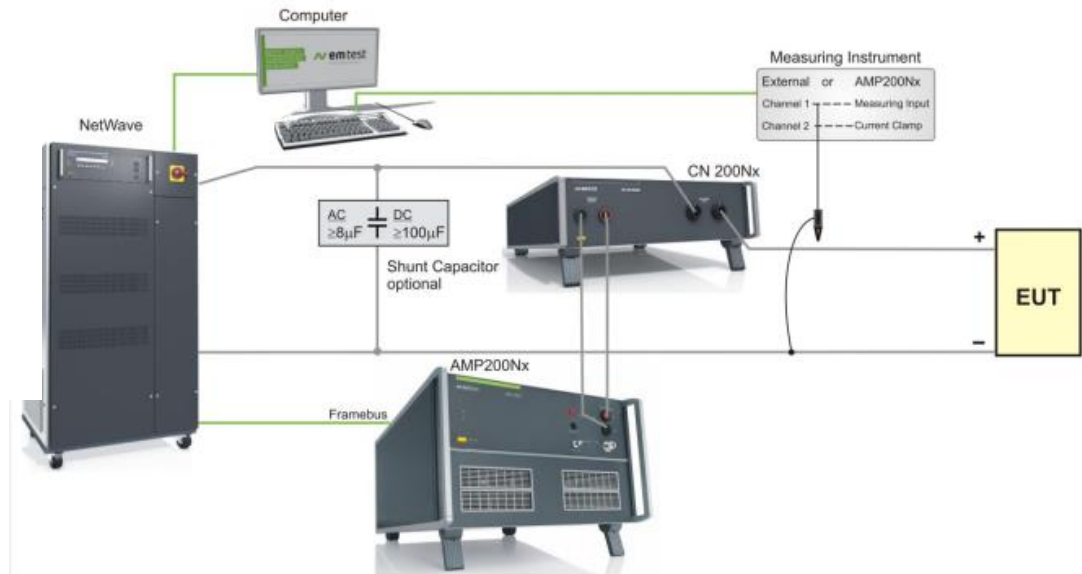 Computer
emtest
Measuring Instrument
External or AMP200Nx
Channel 1 Measuring Input
Channel 2 Current Clamp
NetWave
CN 200Nx
AC DC
≥8µF ≥100µF
Shunt Capacitor
optional
+
EUT
−
AMP200Nx
Framebus